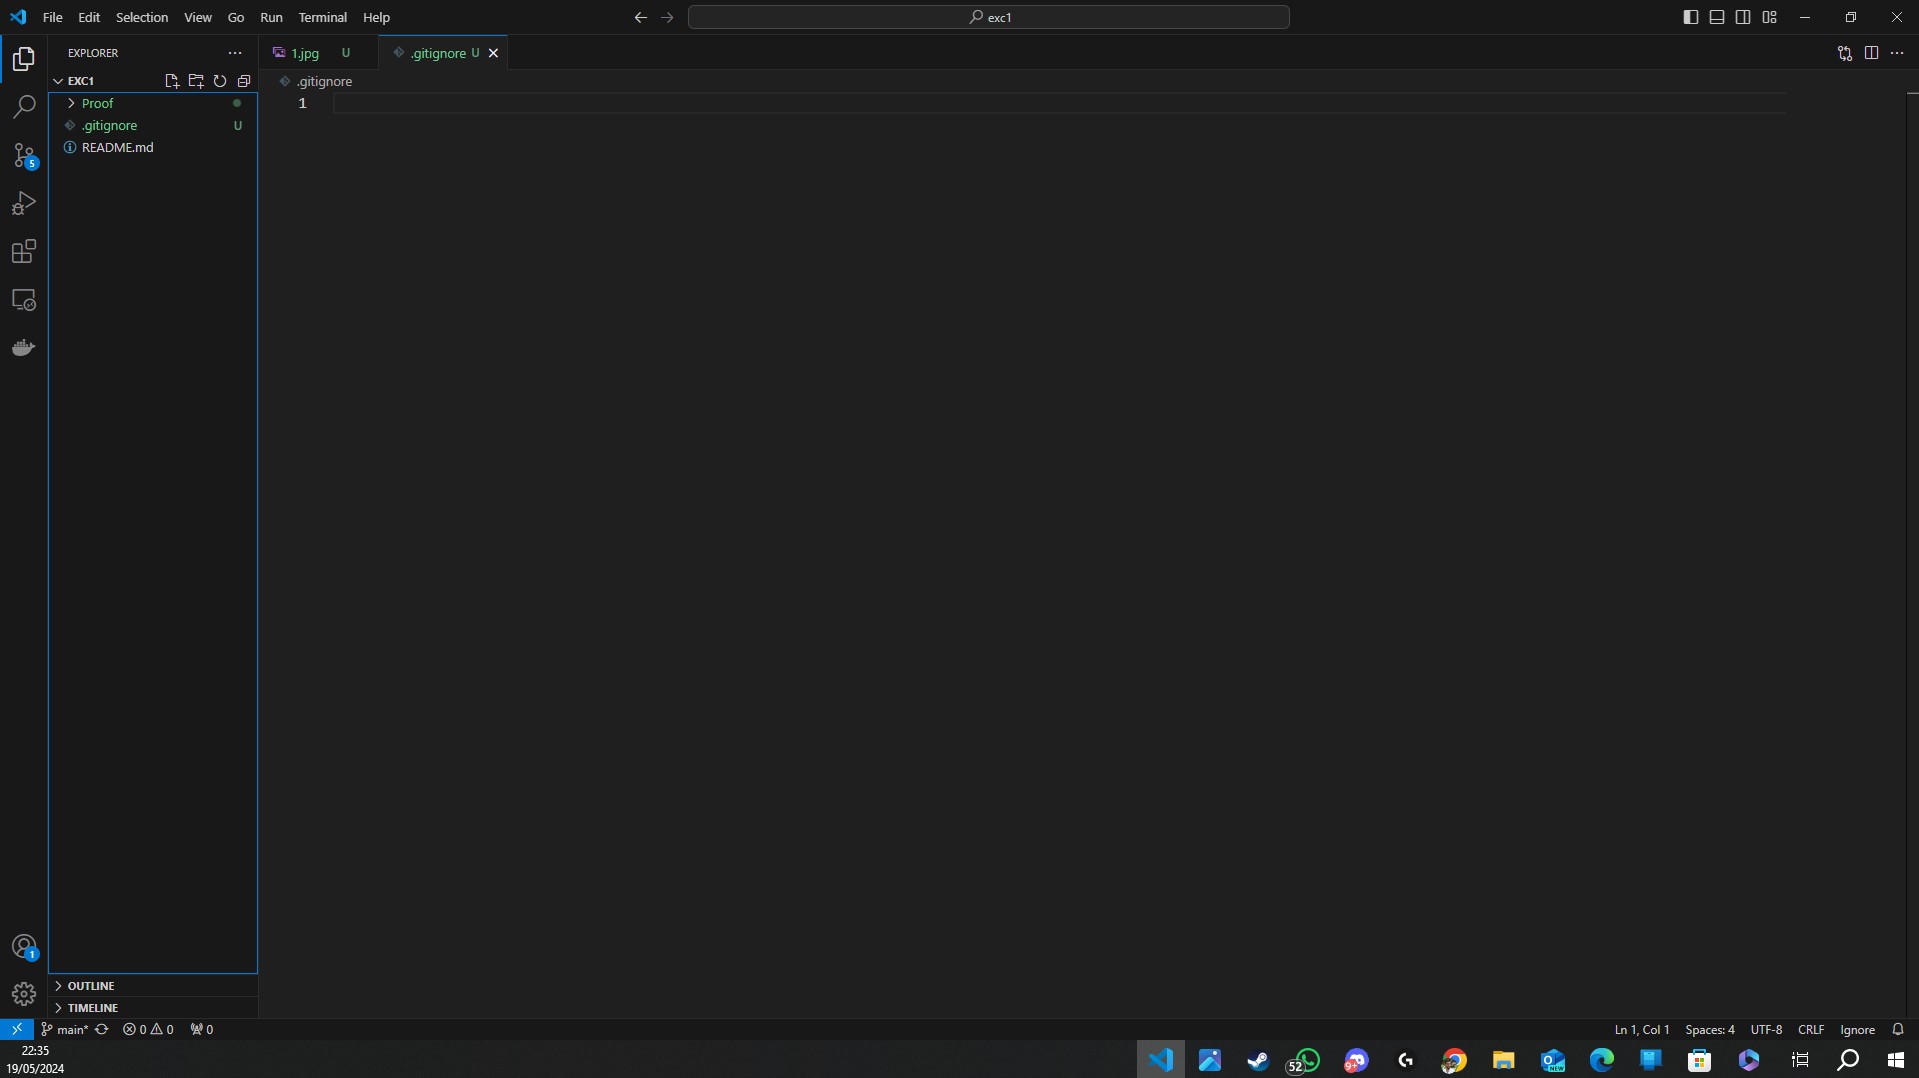 File Edit Selection View Go Run Terminal Help
exc1
EXPLORER
1.jpg U
.gitignore U
EXC1
.gitignore
Proof
1
.gitignore U
README.md
5
1
OUTLINE
TIMELINE
main* 0 0 0
Ln 1, Col 1 Spaces: 4 UTF-8 CRLF Ignore
22:35
19/05/2024
52
9+
NEW